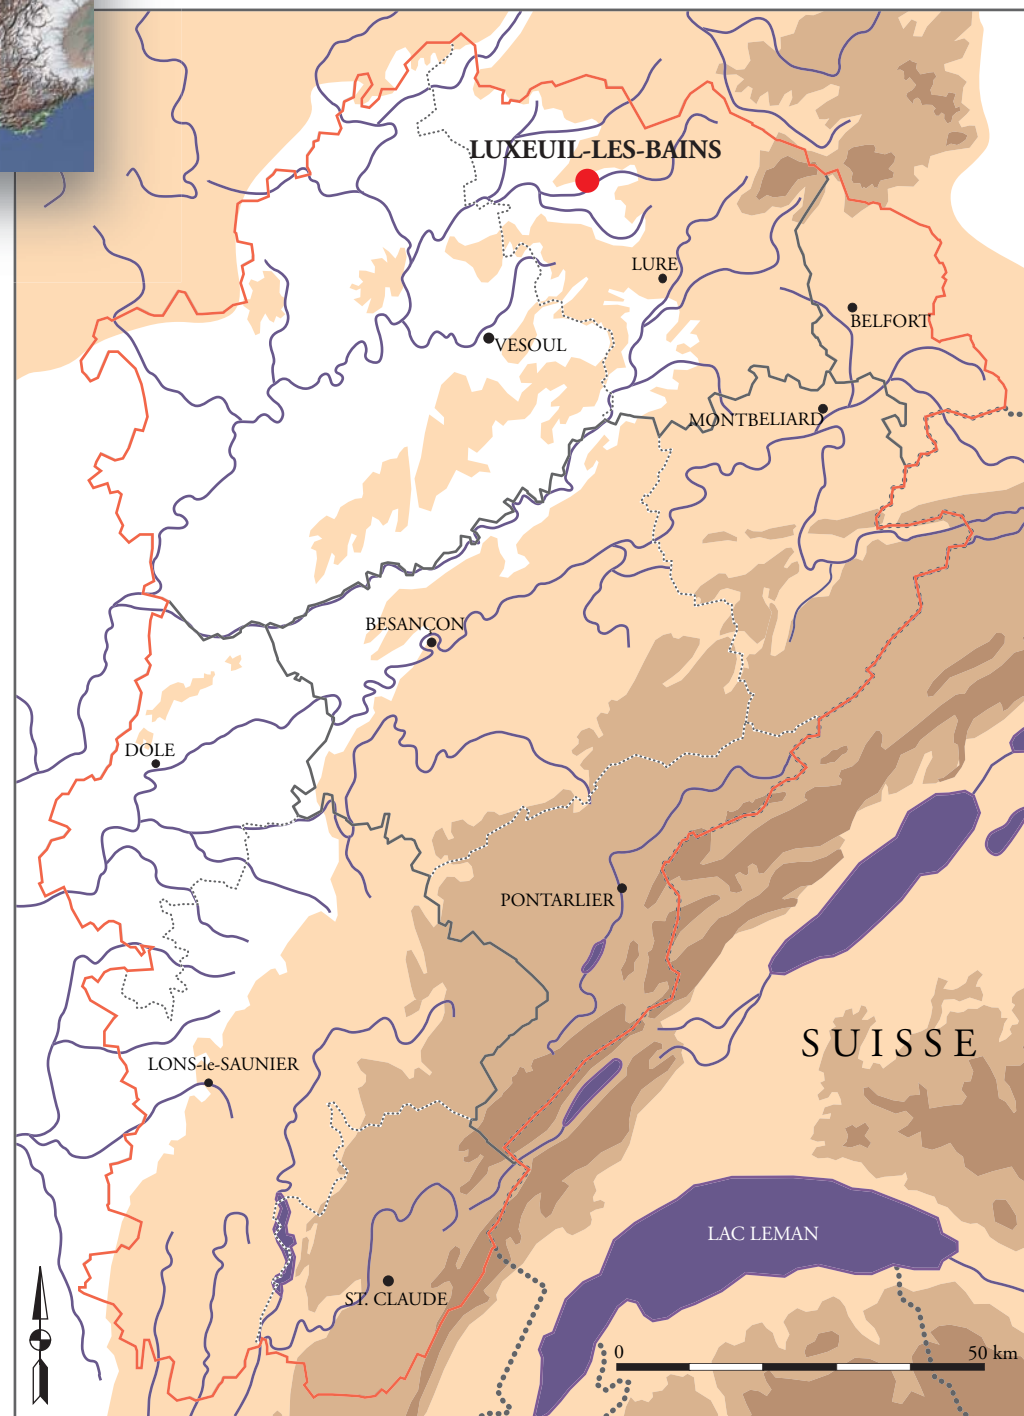 LUXEUIL-LES-BAINS
LURE
BELFORT
VESOUL
MONTBELIARD
BESANÇON
DOLE
PONTARLIER
SUISSE
LONS-le-SAUNIER
LAC LEMAN
ST. CLAUDE
0 50 km